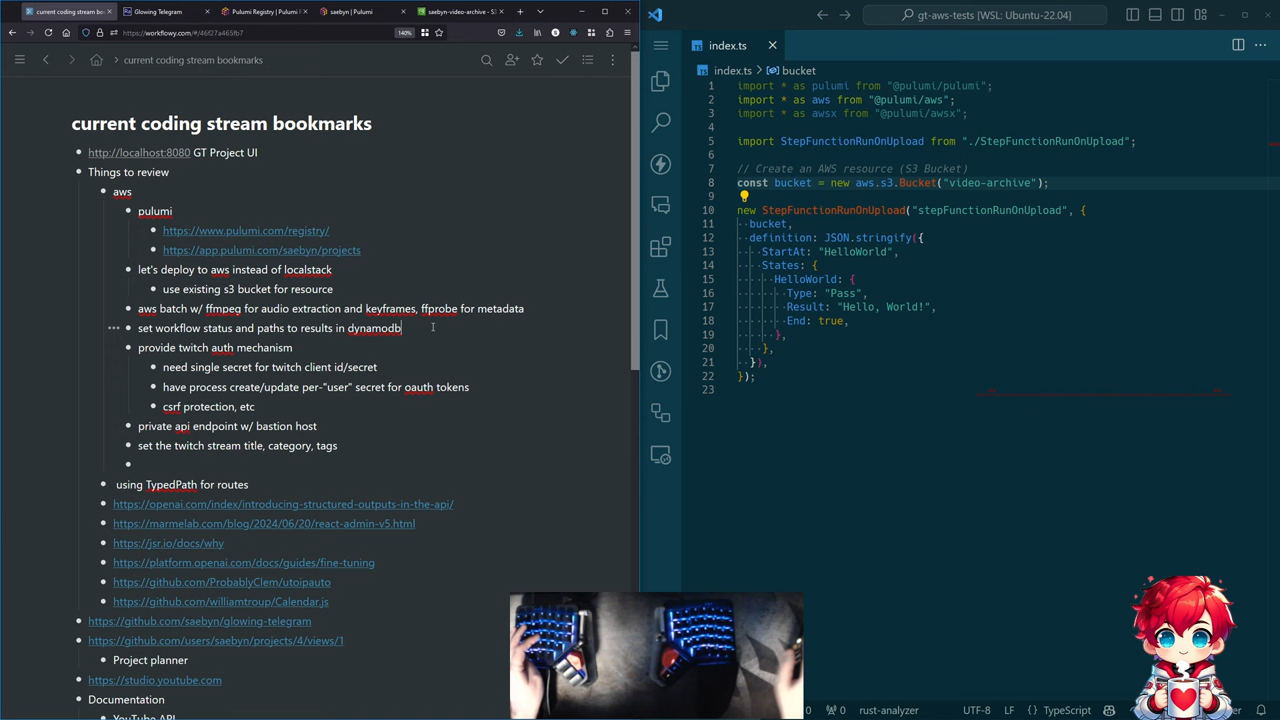 current coding stream bo
Glowing Telegram
Pulumi Registry | Pulumi
saebyn | Pulumi
saebyn-video-archive - S3
https://workflowy.com/#/46f27a465fb7
140%
current coding stream bookmarks
current coding stream bookmarks
http://localhost:8080 GT Project UI
Things to review
aws
pulumi
https://www.pulumi.com/registry/
https://app.pulumi.com/saebyn/projects
let's deploy to aws instead of localstack
use existing s3 bucket for resource
aws batch w/ ffmpeg for audio extraction and keyframes, ffprobe for metadata
set workflow status and paths to results in dynamodb
provide twitch auth mechanism
need single secret for twitch client id/secret
have process create/update per-"user" secret for oauth tokens
csrf protection, etc
private api endpoint w/ bastion host
set the twitch stream title, category, tags
using TypedPath for routes
https://openai.com/index/introducing-structured-outputs-in-the-api/
https://marmelab.com/blog/2024/06/20/react-admin-v5.html
https://jsr.io/docs/why
https://platform.openai.com/docs/guides/fine-tuning
https://github.com/ProbablyClem/utoipauto
https://github.com/williamtroup/Calendar.js
https://github.com/saebyn/glowing-telegram
https://github.com/users/saebyn/projects/4/views/1
Project planner
https://studio.youtube.com
Documentation
YouTube API
gt-aws-tests [WSL: Ubuntu-22.04]
index.ts
index.ts > bucket
1 import * as pulumi from "@pulumi/pulumi";
2 import * as aws from "@pulumi/aws";
3 import * as awsx from "@pulumi/awsx";
4
5 import StepFunctionRunOnUpload from "./StepFunctionRunOnUpload";
6
7 // Create an AWS resource (S3 Bucket)
8 const bucket = new aws.s3.Bucket("video-archive");
9
10 new StepFunctionRunOnUpload("stepFunctionRunOnUpload", {
11 bucket,
12 definition: JSON.stringify({
13 StartAt: "HelloWorld",
14 States: {
15 HelloWorld: {
16 Type: "Pass",
17 Result: "Hello, World!",
18 End: true,
19 },
20 },
21 }),
22 });
23
0 0 rust-analyzer UTF-8 LF TypeScript